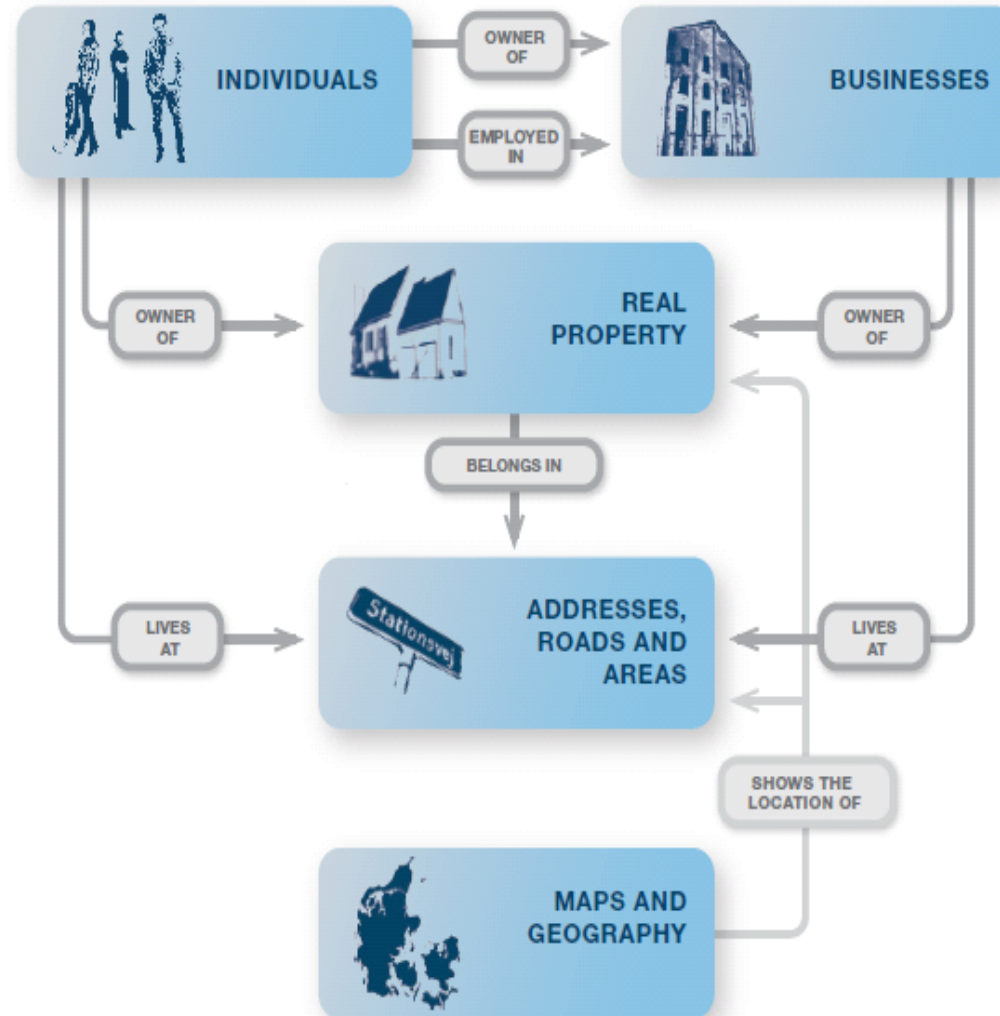 INDIVIDUALS
OWNER
OF
EMPLOYED
IN
BUSINESSES
OWNER
OF
REAL
PROPERTY
OWNER
OF
BELONGS IN
LIVES
AT
Stationsvej
ADDRESSES,
ROADS AND
AREAS
LIVES
AT
SHOWS THE
LOCATION OF
MAPS AND
GEOGRAPHY